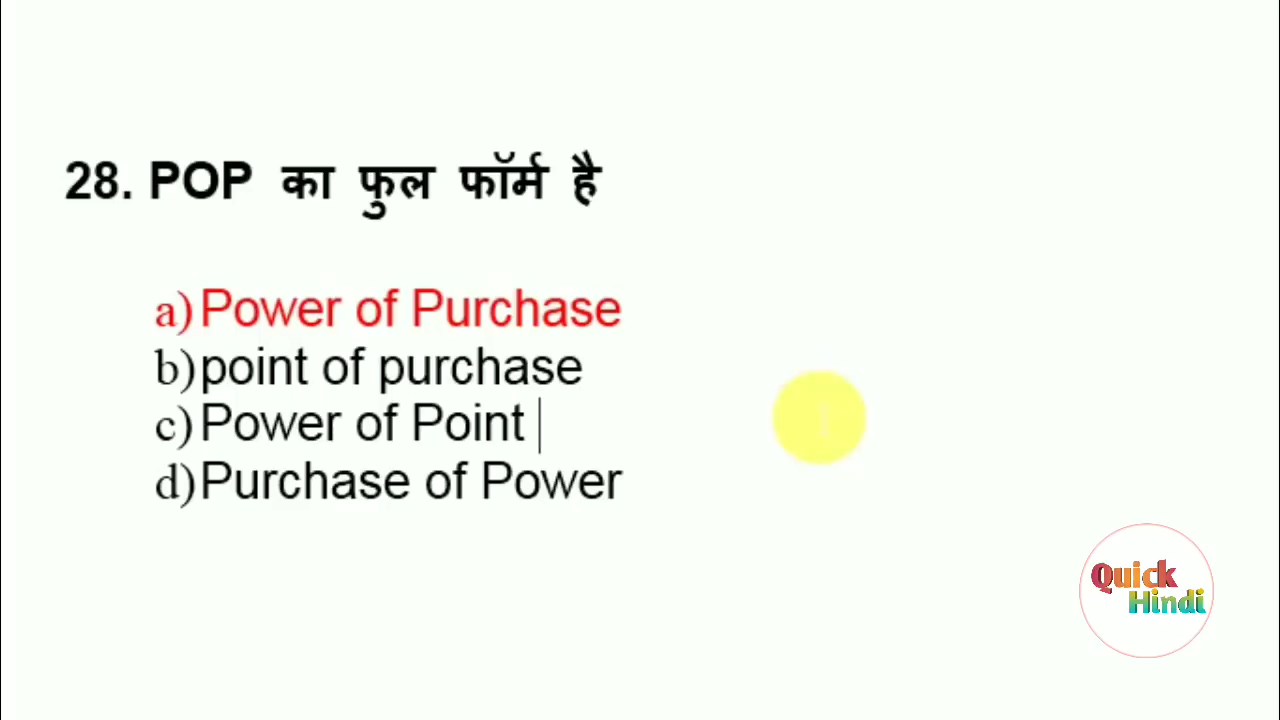 28. POP का फुल फॉर्म है
a) Power of Purchase
b) point of purchase
c) Power of Point
d) Purchase of Power
Quick
Hindi